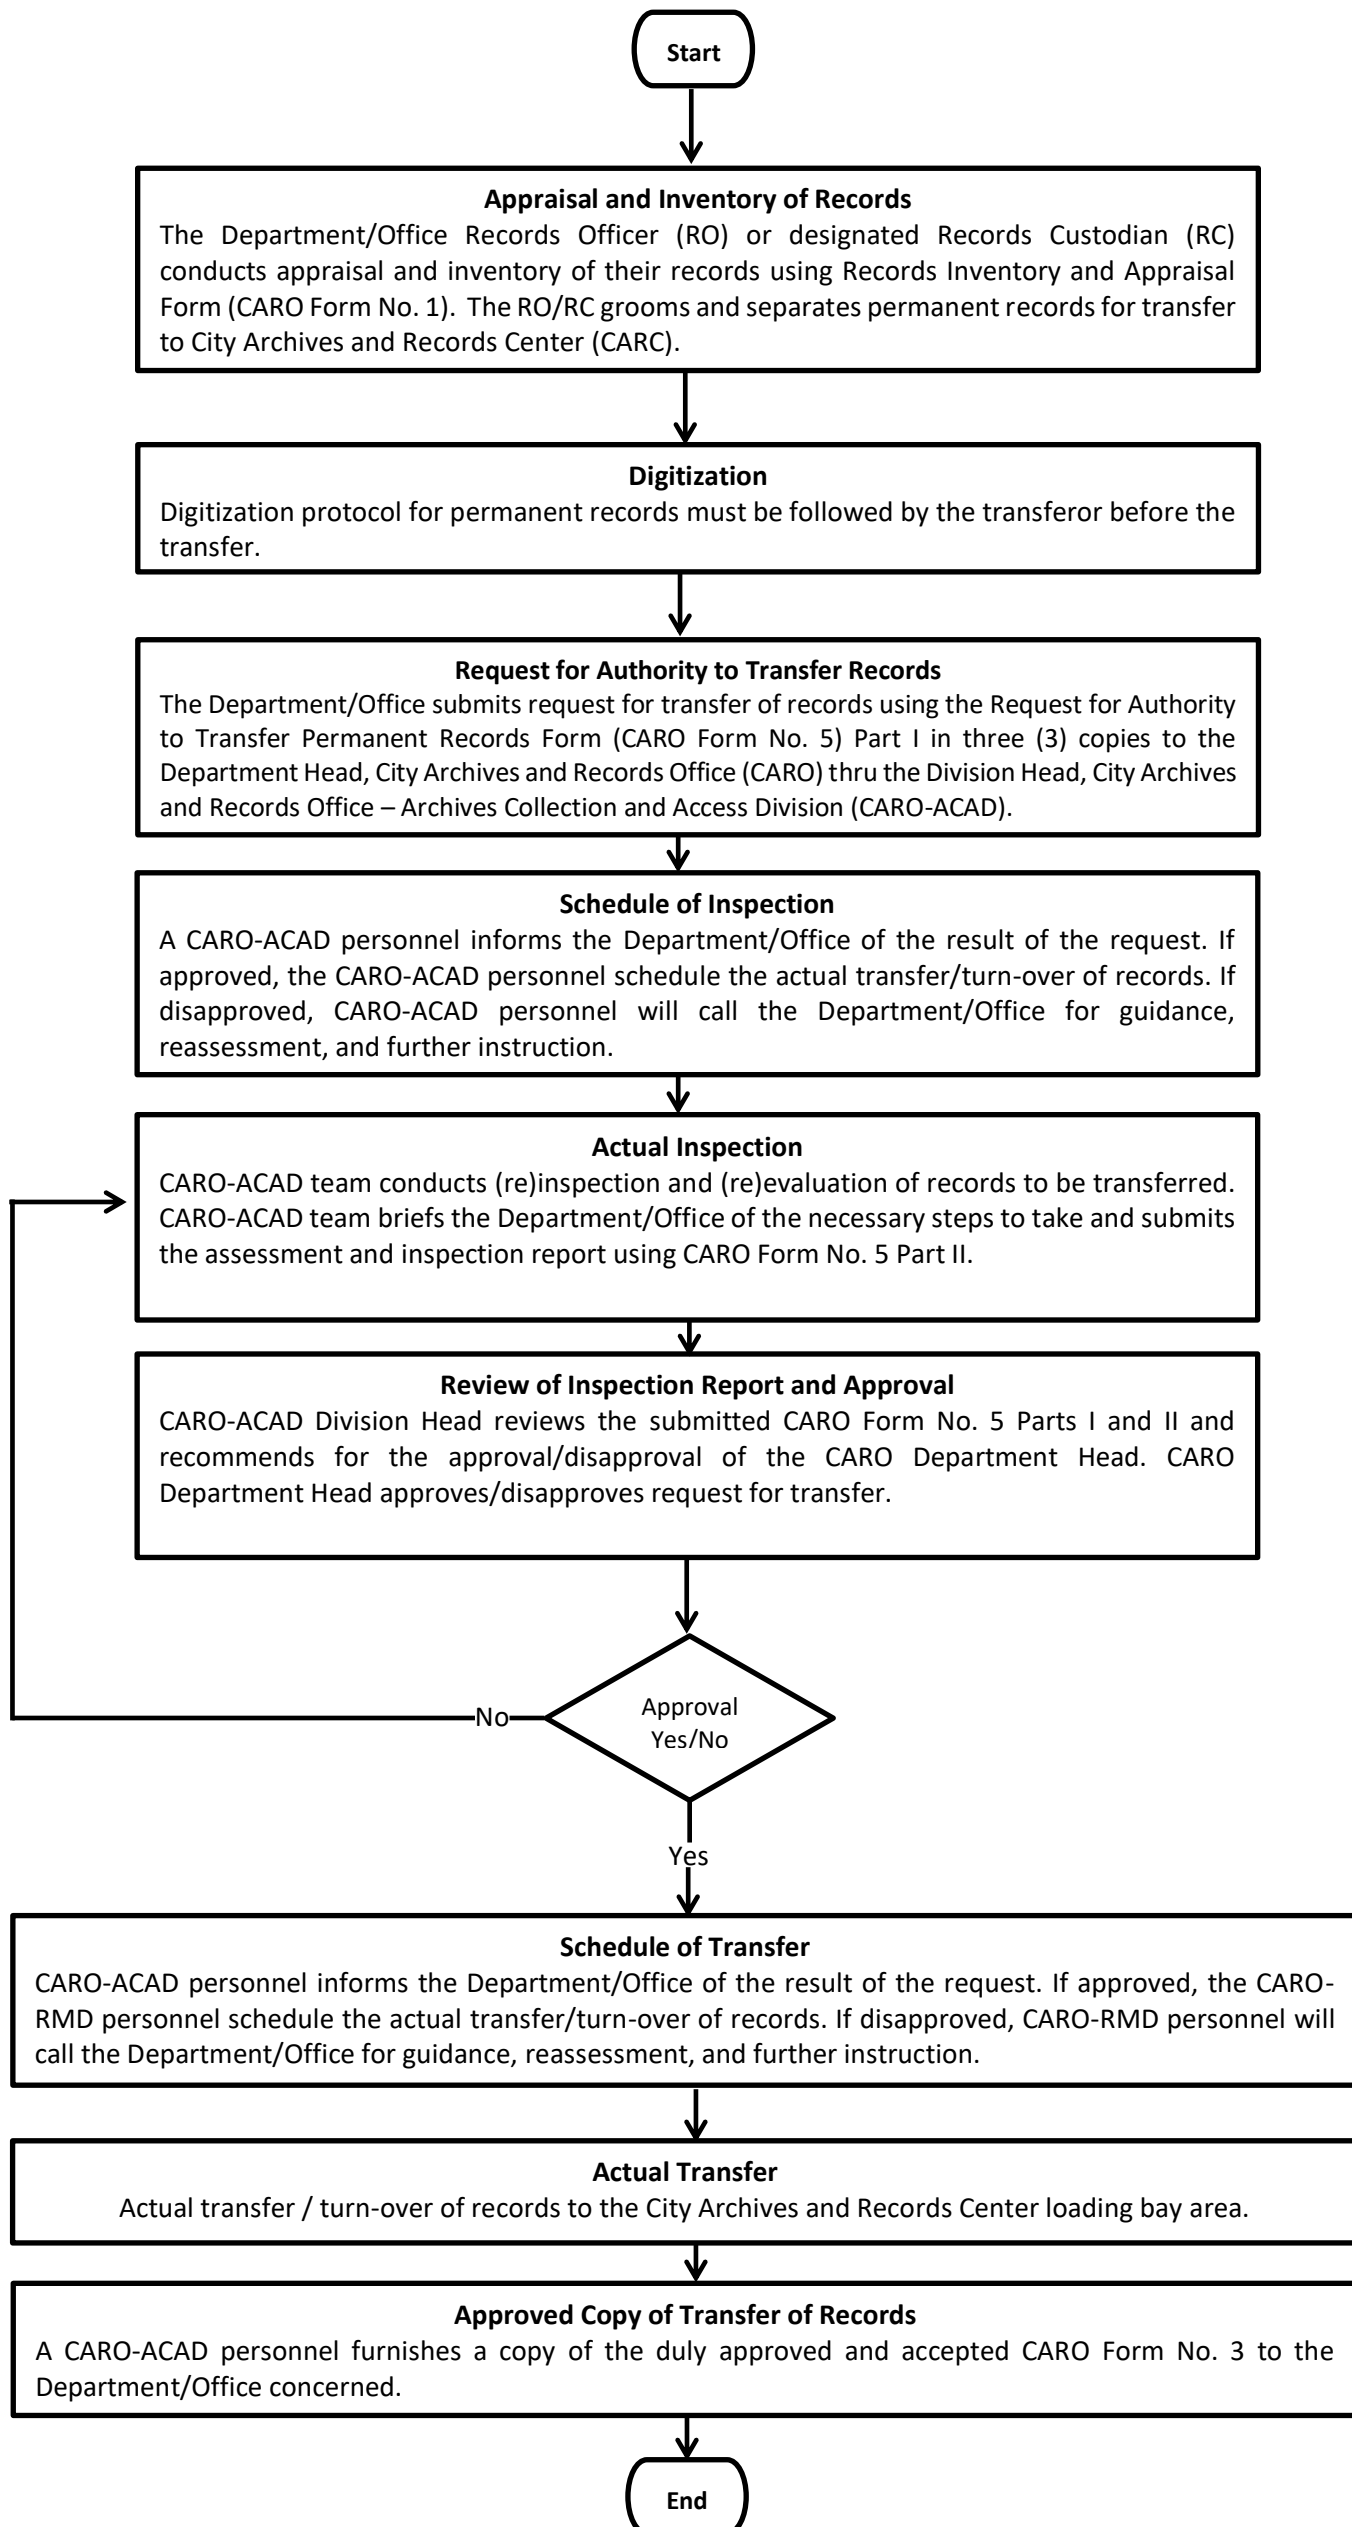 Start
Appraisal and Inventory of Records
The Department/Office Records Officer (RO) or designated Records Custodian (RC)
conducts appraisal and inventory of their records using Records Inventory and Appraisal
Form (CARO Form No. 1). The RO/RC grooms and separates permanent records for transfer
to City Archives and Records Center (CARC).
Digitization
Digitization protocol for permanent records must be followed by the transferor before the
transfer.
Request for Authority to Transfer Records
The Department/Office submits request for transfer of records using the Request for Authority
to Transfer Permanent Records Form (CARO Form No. 5) Part I in three (3) copies to the
Department Head, City Archives and Records Office (CARO) thru the Division Head, City Archives
and Records Office – Archives Collection and Access Division (CARO-ACAD).
Schedule of Inspection
A CARO-ACAD personnel informs the Department/Office of the result of the request. If
approved, the CARO-ACAD personnel schedule the actual transfer/turn-over of records. If
disapproved, CARO-ACAD personnel will call the Department/Office for guidance,
reassessment, and further instruction.
Actual Inspection
CARO-ACAD team conducts (re)inspection and (re)evaluation of records to be transferred.
CARO-ACAD team briefs the Department/Office of the necessary steps to take and submits
the assessment and inspection report using CARO Form No. 5 Part II.
Review of Inspection Report and Approval
CARO-ACAD Division Head reviews the submitted CARO Form No. 5 Parts I and II and
recommends for the approval/disapproval of the CARO Department Head. CARO
Department Head approves/disapproves request for transfer.
Approval
Yes/No
No
Yes
Schedule of Transfer
CARO-ACAD personnel informs the Department/Office of the result of the request. If approved, the CARO-
RMD personnel schedule the actual transfer/turn-over of records. If disapproved, CARO-RMD personnel will
call the Department/Office for guidance, reassessment, and further instruction.
Actual Transfer
Actual transfer / turn-over of records to the City Archives and Records Center loading bay area.
Approved Copy of Transfer of Records
A CARO-ACAD personnel furnishes a copy of the duly approved and accepted CARO Form No. 3 to the
Department/Office concerned.
End